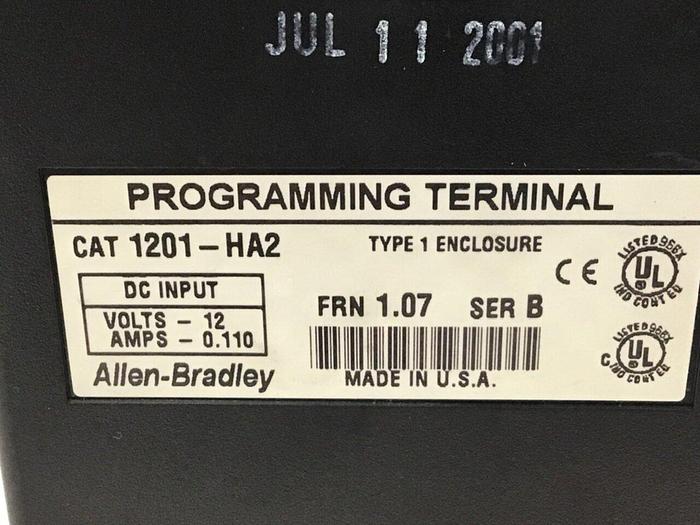 JUL 11 2001
PROGRAMMING TERMINAL
CAT 1201-HA2
TYPE 1 ENCLOSURE
DC INPUT
VOLTS - 12
AMPS - 0.110
FRN 1.07 SER B
Allen-Bradley
MADE IN U.S.A.
CE
LISTED 966X
UL
IND CONT EQ
LISTED 966X
C UL
IND CONT EQ